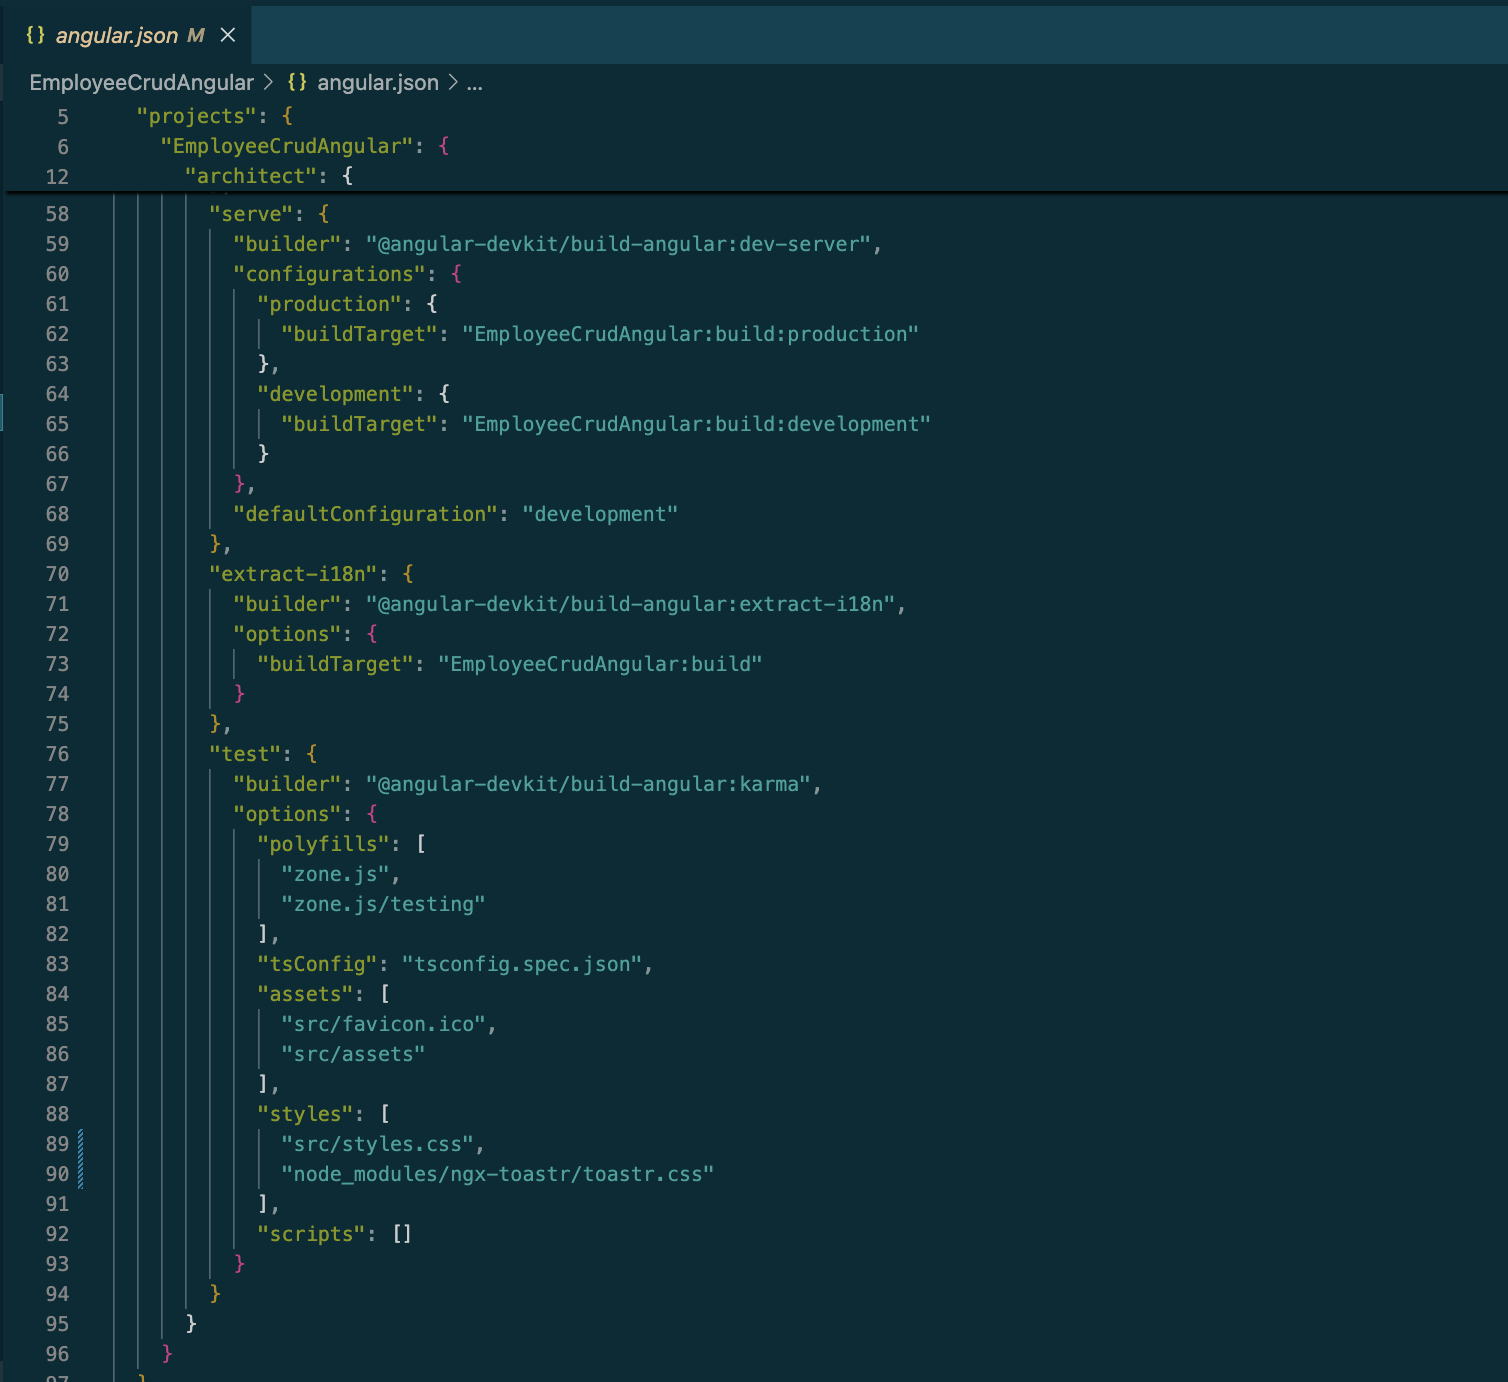 {} angular.json M ×
EmployeeCrudAngular > {} angular.json > ...
5 "projects": {
6 "EmployeeCrudAngular": {
12 "architect": {
58 "serve": {
59 "builder": "@angular-devkit/build-angular:dev-server",
60 "configurations": {
61 "production": {
62 "buildTarget": "EmployeeCrudAngular:build:production"
63 },
64 "development": {
65 "buildTarget": "EmployeeCrudAngular:build:development"
66 }
67 },
68 "defaultConfiguration": "development"
69 },
70 "extract-i18n": {
71 "builder": "@angular-devkit/build-angular:extract-i18n",
72 "options": {
73 "buildTarget": "EmployeeCrudAngular:build"
74 }
75 },
76 "test": {
77 "builder": "@angular-devkit/build-angular:karma",
78 "options": {
79 "polyfills": [
80 "zone.js",
81 "zone.js/testing"
82 ],
83 "tsConfig": "tsconfig.spec.json",
84 "assets": [
85 "src/favicon.ico",
86 "src/assets"
87 ],
88 "styles": [
89 "src/styles.css",
90 "node_modules/ngx-toastr/toastr.css"
91 ],
92 "scripts": []
93 }
94 }
95 }
96 }
97 }